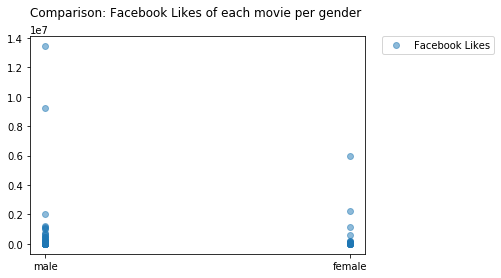 Comparison: Facebook Likes of each movie per gender
1e7
Facebook Likes
1.4
1.2
1.0
0.8
0.6
0.4
0.2
0.0
male
female